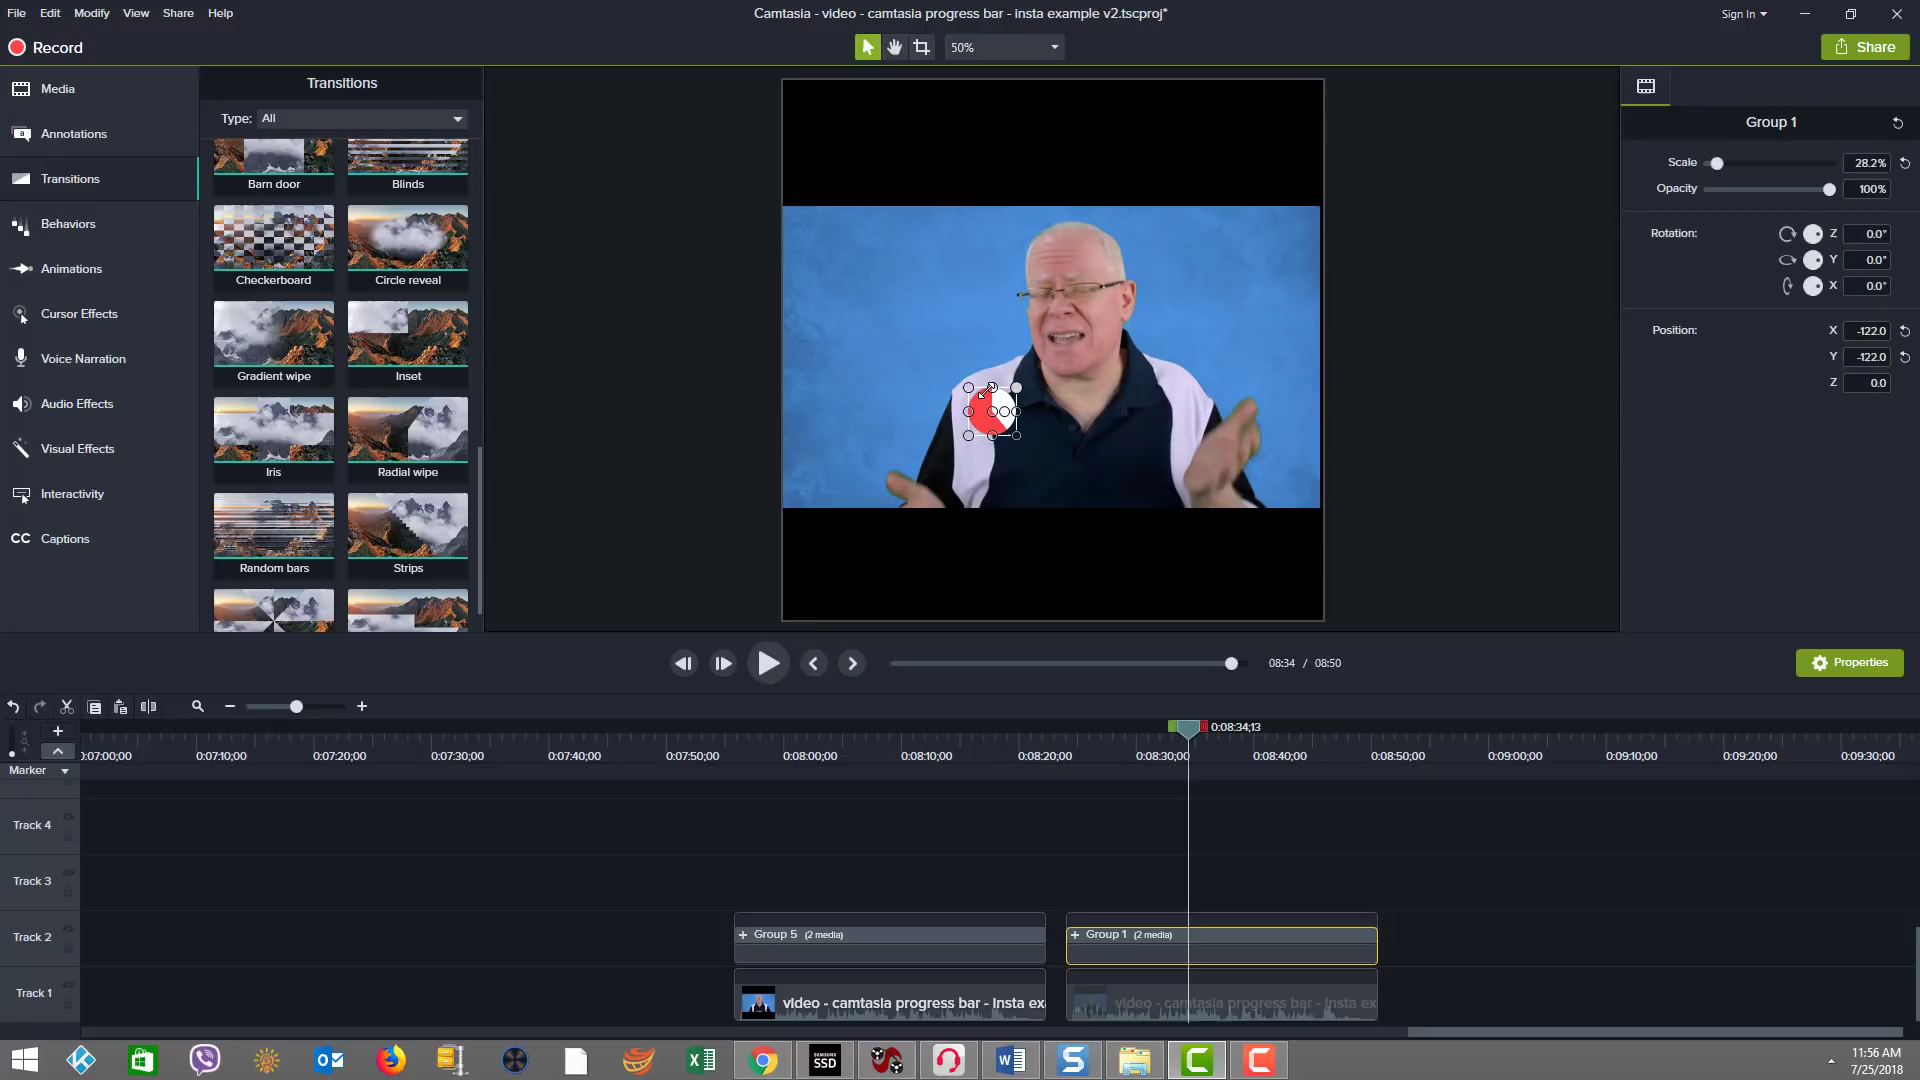 File Edit Modify View Share Help
Camtasia - video - camtasia progress bar - insta example v2.tscproj*
Sign In
Record
50%
Share
Media
Annotations
Transitions
Behaviors
Animations
Cursor Effects
Voice Narration
Audio Effects
Visual Effects
Interactivity
CC Captions
Transitions
Type: All
Barn door Blinds
Checkerboard Circle reveal
Gradient wipe Inset
Iris Radial wipe
Random bars Strips
Group 1
Scale 28.2%
Opacity 100%
Rotation: Z 0.0°
Y 0.0°
X 0.0°
Position: X -122.0
Y -122.0
Z 0.0
08:34 / 08:50
Properties
0:08:34;13
0:07:00;00 0:07:10;00 0:07:20;00 0:07:30;00 0:07:40;00 0:07:50;00 0:08:00;00 0:08:10;00 0:08:20;00 0:08:30;00 0:08:40;00 0:08:50;00 0:09:00;00 0:09:10;00 0:09:20;00 0:09:30;00
Marker
Track 4
Track 3
Track 2
+ Group 5 (2 media) + Group 1 (2 media)
Track 1
video - camtasia progress bar - insta ex video - camtasia progress bar - insta ex
SAMSUNG SSD
11:56 AM
7/25/2018